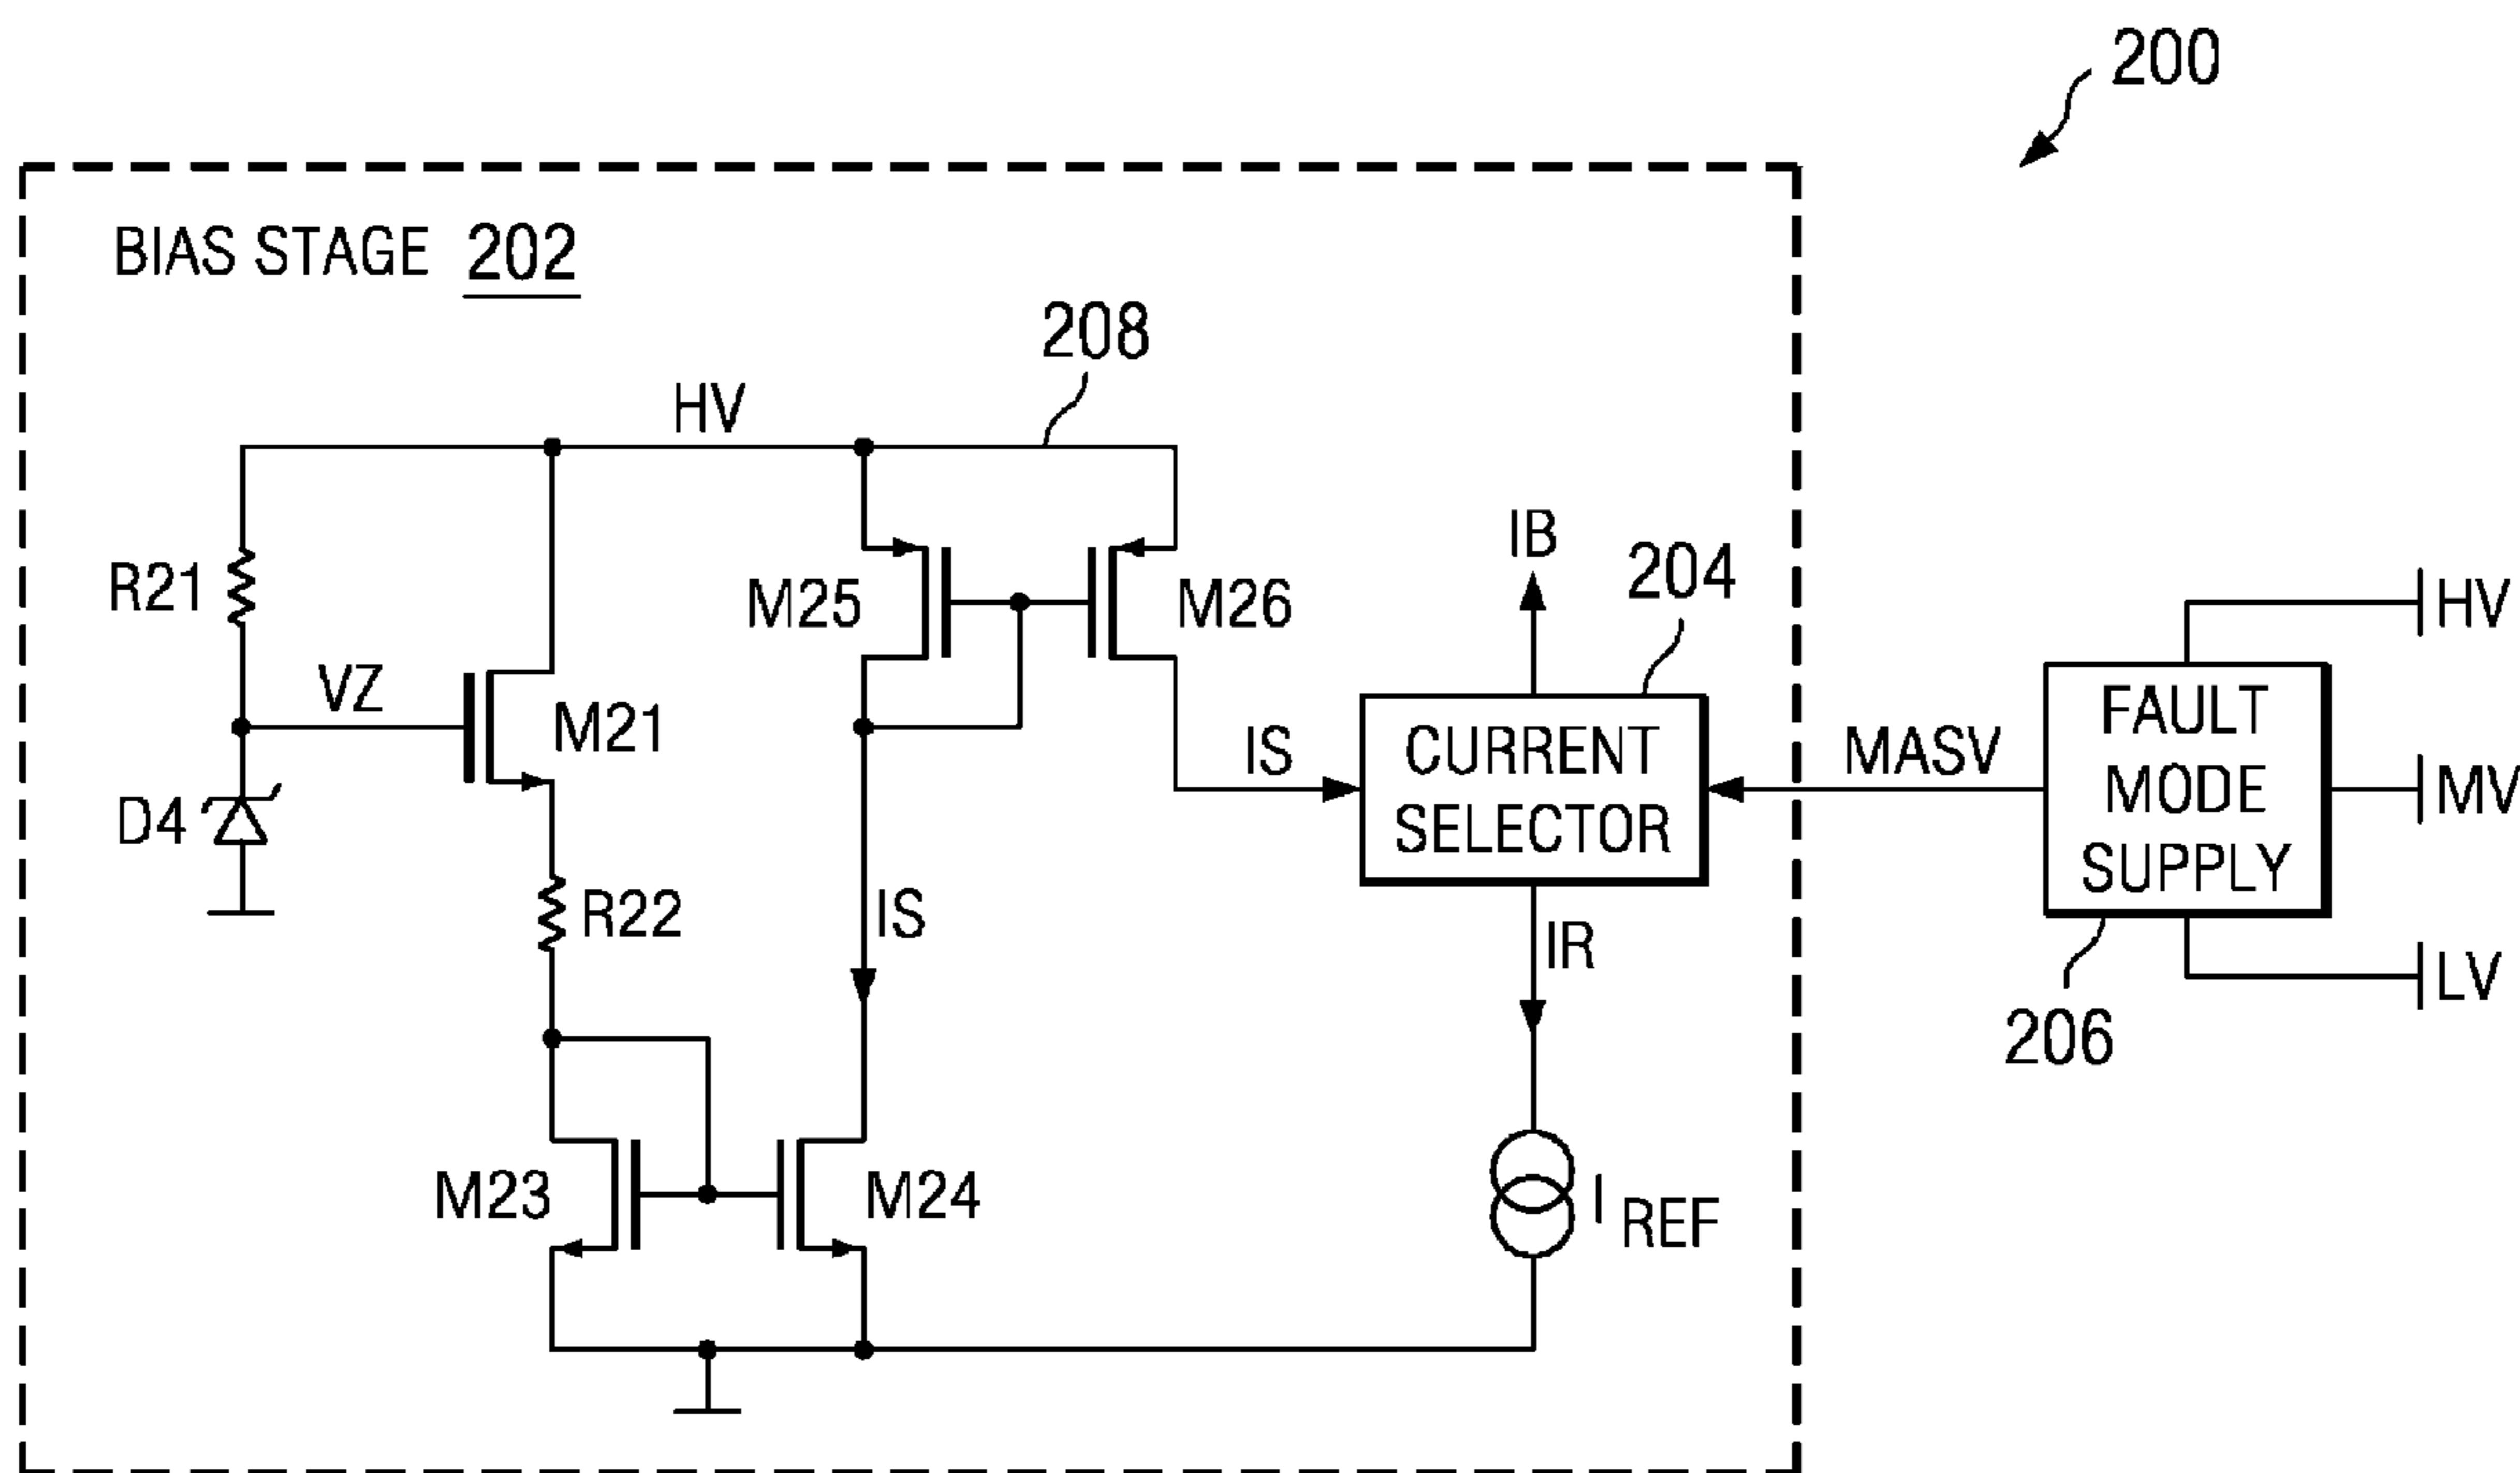 200
BIAS STAGE 202
208
HV
R21
M25
M26
IB
204
HV
VZ
M21
IS
CURRENT
SELECTOR
MASV
FAULT
MODE
SUPPLY
MV
D4
R22
IS
IR
LV
206
M23
M24
I REF